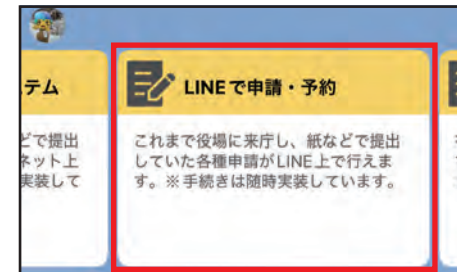 テム
どで提出
ネット上
実装して
LINEで申請・予約
これまで役場に来庁し、紙などで提出
していた各種申請がLINE上で行えま
す。※手続きは随時実装しています。